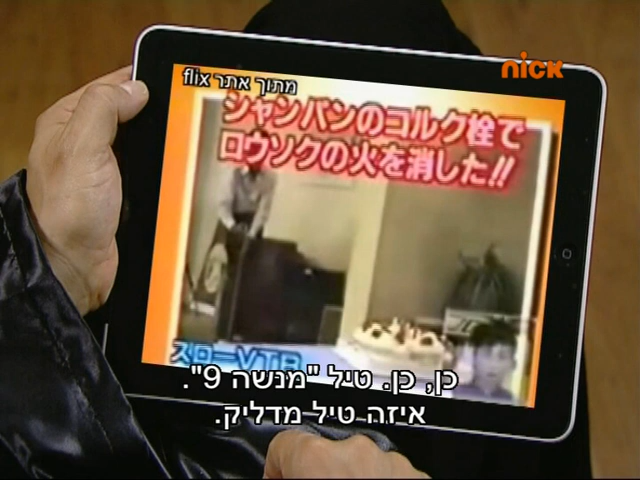 nick
מתוך אתר flix
シャンパンのコルク栓で
ロウソクの火を消した!!
スローVTR
כן, כן. טיל "מנשה 9".
איזה טיל מדליק.